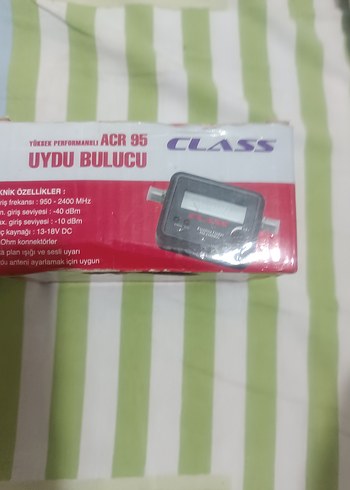 YÜKSEK PERFORMANSLI ACR 95
UYDU BULUCU
CLASS
KNİK ÖZELLİKLER :
riş frekansı : 950 - 2400 MHz
n. giriş seviyesi : -40 dBm
x. giriş seviyesi : -10 dBm
ç kaynağı : 13-18V DC
Ohm konnektörler
a plan ışığı ve sesli uyarı
du anteni ayarlamak için uygun